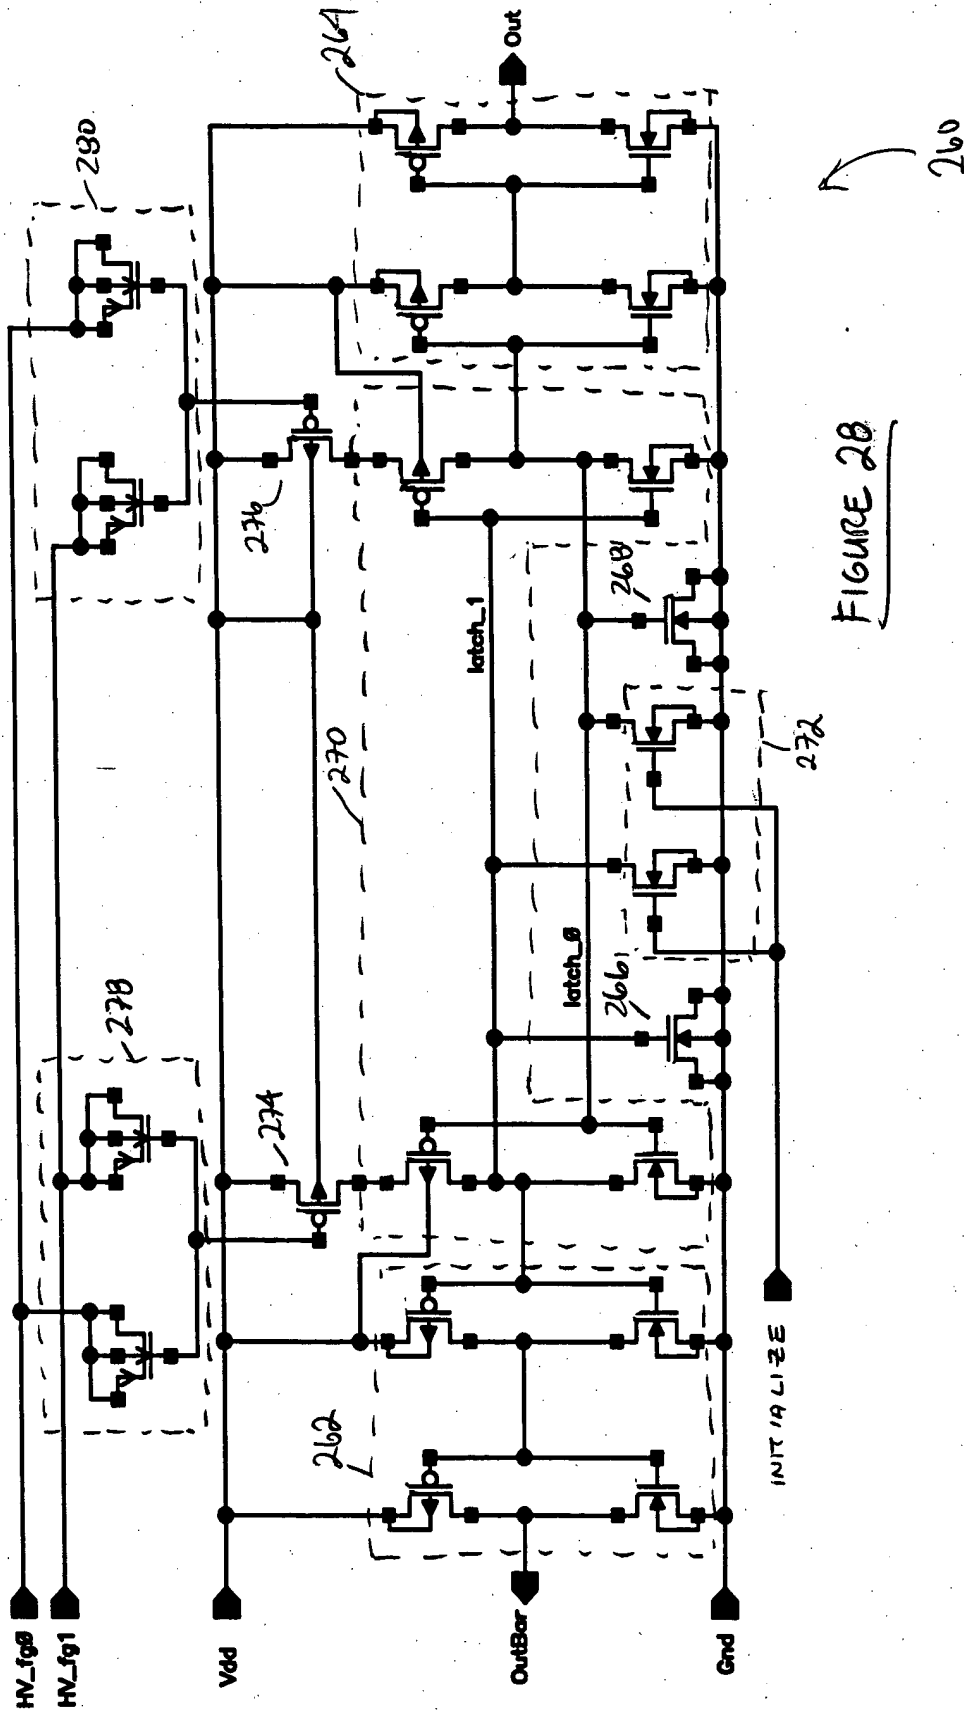 HV_fg0
HV_fg1
280
278
Vdd
274
276
262
270
264
latch_1
OutBar
Out
latch_0
266
268
Gnd
INITIALIZE
272
FIGURE 28
260